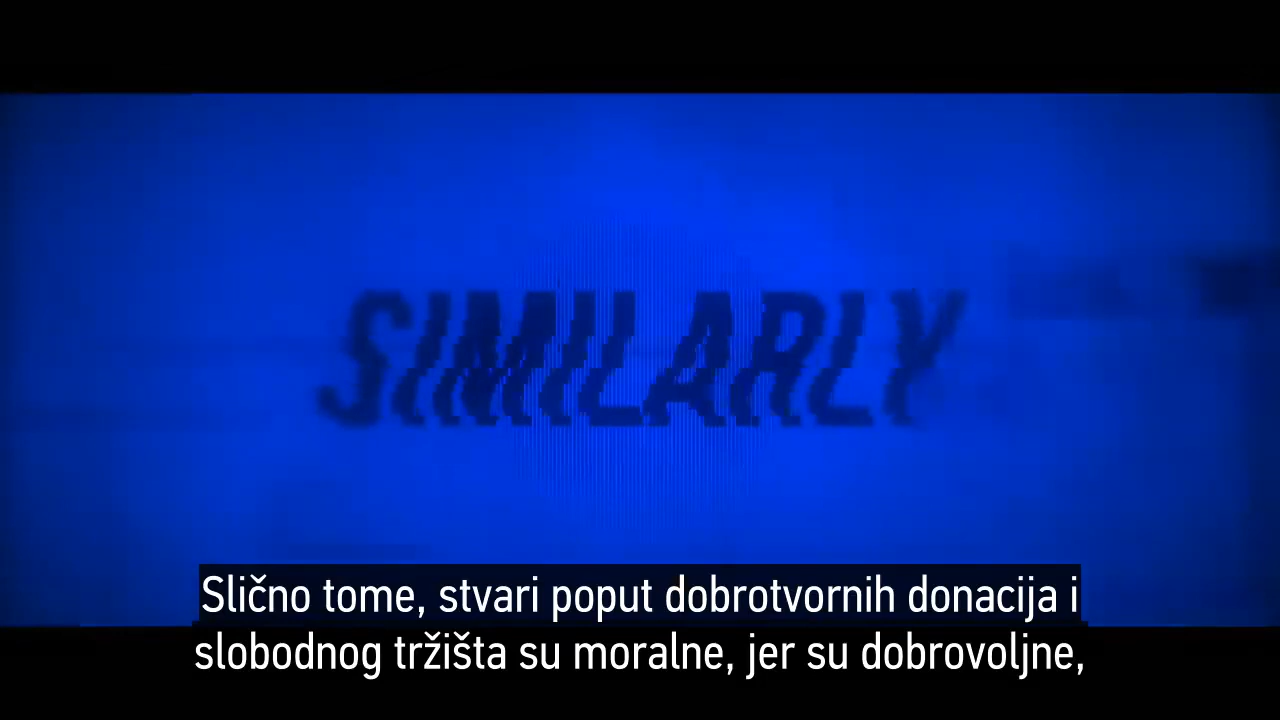 SIMILARLY
Slično tome, stvari poput dobrotvornih donacija i
slobodnog tržišta su moralne, jer su dobrovoljne,